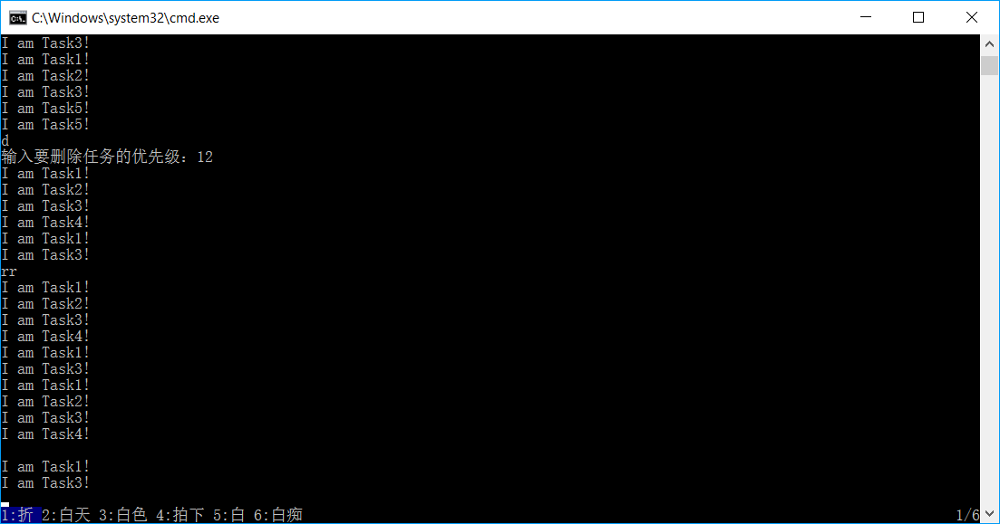 C:\Windows\system32\cmd.exe
I am Task3!
I am Task1!
I am Task2!
I am Task3!
I am Task5!
I am Task5!
d
输入要删除任务的优先级：12
I am Task1!
I am Task2!
I am Task3!
I am Task4!
I am Task1!
I am Task3!
rr
I am Task1!
I am Task2!
I am Task3!
I am Task4!
I am Task1!
I am Task3!
I am Task1!
I am Task2!
I am Task3!
I am Task4!
I am Task1!
I am Task3!
1:折 2:白天 3:白色 4:拍下 5:白 6:白痴 1/6